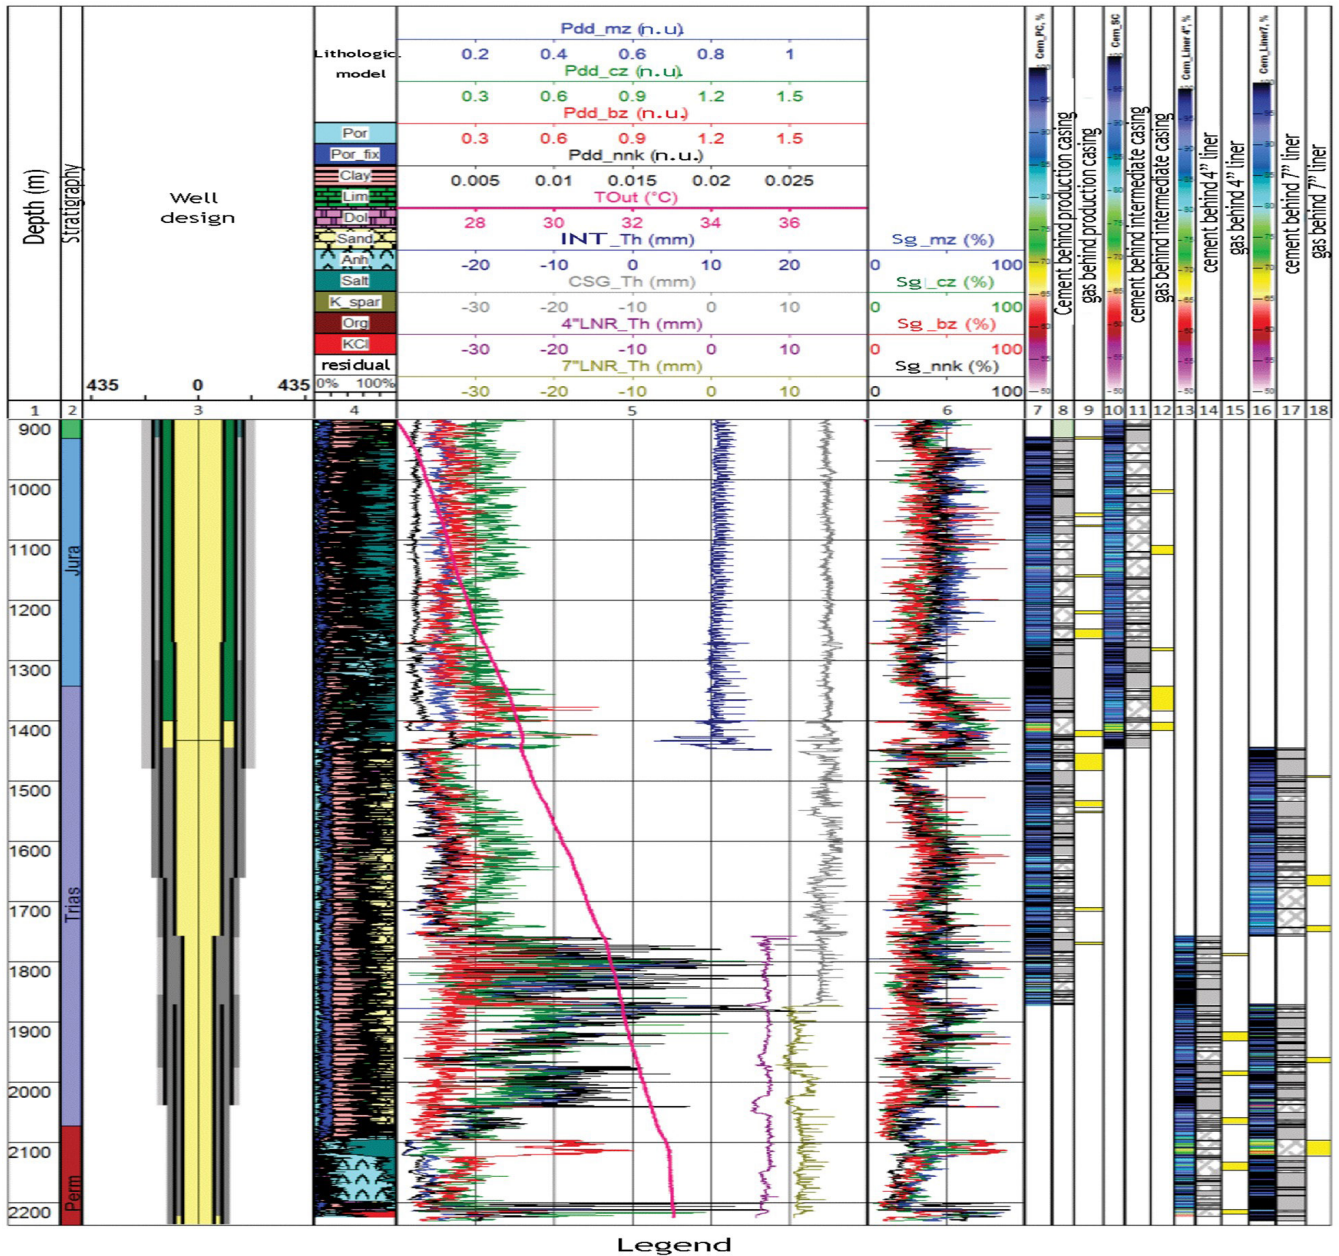 Depth (m)
Stratigraphy
Well
design
435 0 435
Lithologic
model
Por
Por_fix
Clay
Lim
Dol
Sand
Anh
Salt
K_spar
Org
KCl
residual
0% 100%
Pdd_mz (n.u)
0.2 0.4 0.6 0.8 1
Pdd_cz (n.u)
0.3 0.6 0.9 1.2 1.5
Pdd_bz (n.u.)
0.3 0.6 0.9 1.2 1.5
Pdd_nnk (n.u.)
0.005 0.01 0.015 0.02 0.025
TOut (°C)
28 30 32 34 36
INT_Th (mm)
-20 -10 0 10 20
CSG_Th (mm)
-30 -20 -10 0 10
4"LNR_Th (mm)
-30 -20 -10 0 10
7"LNR_Th (mm)
-30 -20 -10 0 10
Sg_mz (%)
0 100
Sg_cz (%)
0 100
Sg_bz (%)
0 100
Sg_nnk (%)
0 100
Cem_PC, %
Cement behind production casing
gas behind production casing
Cem_SC
cement behind intermediate casing
gas behind intermediate casing
Cem_Liner 4", %
cement behind 4" liner
gas behind 4" liner
Cem_Liner7, %
cement behind 7" liner
gas behind 7" liner
1 2 3 4 5 6 7 8 9 10 11 12 13 14 15 16 17 18
900
1000
1100
1200
1300
1400
1500
1600
1700
1800
1900
2000
2100
2200
Jura
Trias
Perm
Legend